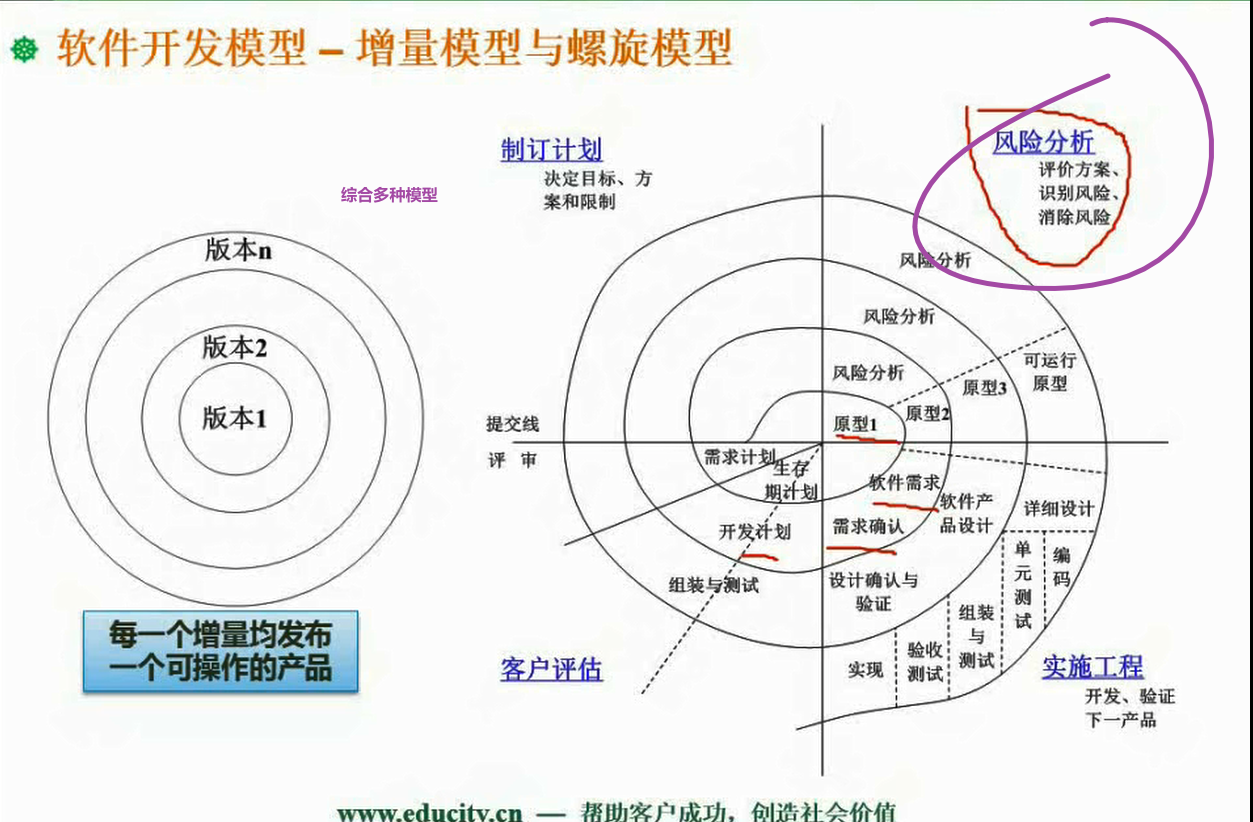 软件开发模型 – 增量模型与螺旋模型
综合多种模型
版本n
版本2
版本1
每一个增量均发布
一个可操作的产品
制订计划
决定目标、方
案和限制
风险分析
评价方案、
识别风险、
消除风险
风险分析
风险分析
风险分析
可运行
原型
原型3
原型2
原型1
提交线
评 审
需求计划
生存
期计划
开发计划
组装与测试
软件需求
需求确认
软件产
品设计
设计确认与
验证
详细设计
单
元
测
试
编
码
组装
与
测试
验收
测试
实现
客户评估
实施工程
开发、验证
下一产品
www.educity.cn — 帮助客户成功，创造社会价值